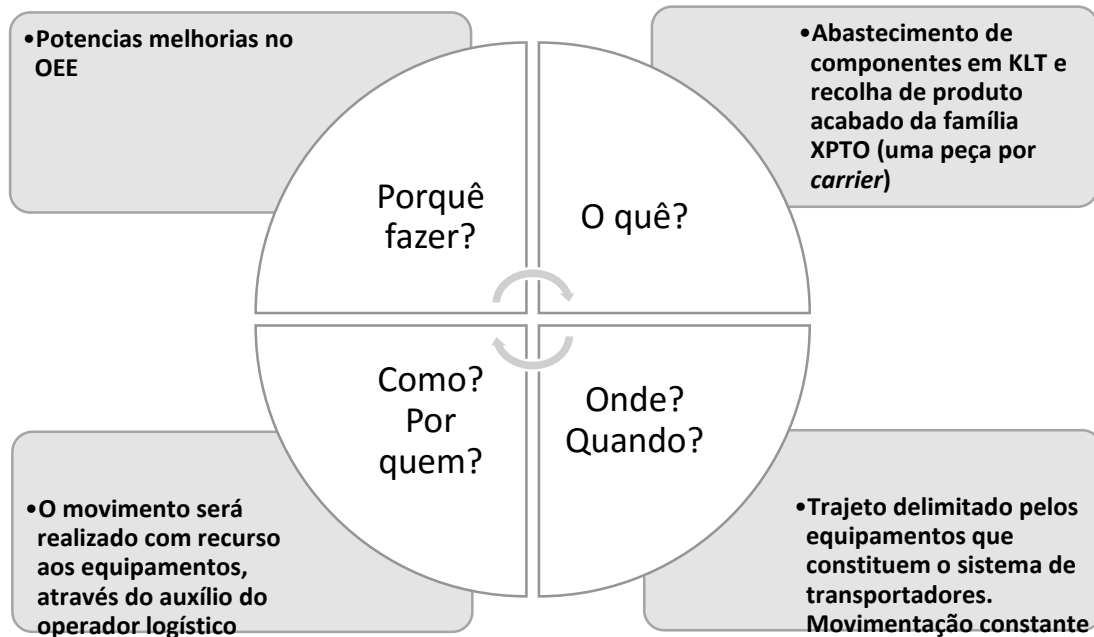 •Potencias melhorias no
OEE
•Abastecimento de
componentes em KLT e
recolha de produto
acabado da família
XPTO (uma peça por
carrier)
Porquê
fazer?
O quê?
Como?
Por
quem?
Onde?
Quando?
•O movimento será
realizado com recurso
aos equipamentos,
através do auxílio do
operador logístico
•Trajeto delimitado pelos
equipamentos que
constituem o sistema de
transportadores.
Movimentação constante